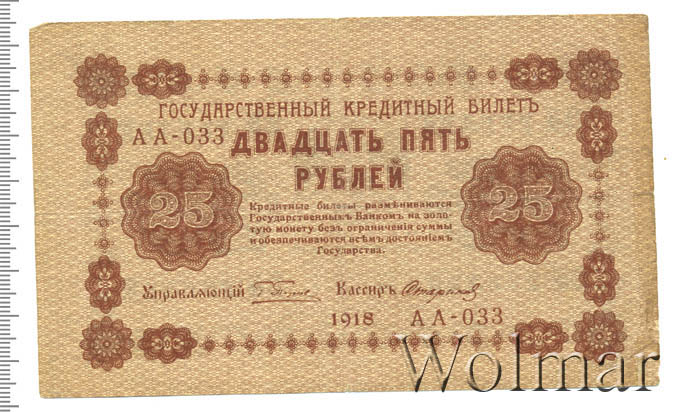 ГОСУДАРСТВЕННЫЙ КРЕДИТНЫЙ БИЛЕТЪ
АА-033 ДВАДЦАТЬ ПЯТЬ
РУБЛЕЙ
25 25
Кредитные билеты размѣниваются
Государственнымъ Банкомъ на золо-
тую монету безъ ограниченія суммы
и обезпечиваются всѣмъ достояніемъ
Государства.
Управляющій Кассиръ
1918 АА-033
Wolmar